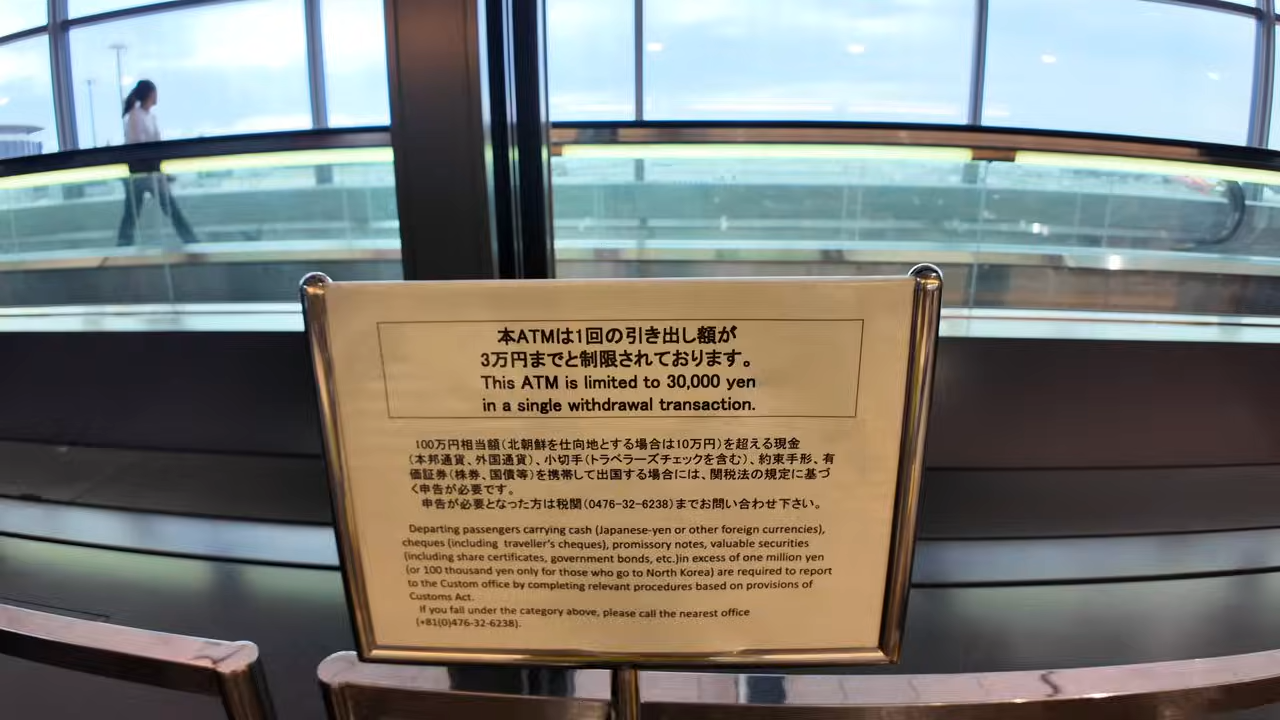 本ATMは1回の引き出し額が
3万円までと制限されております。
This ATM is limited to 30,000 yen
in a single withdrawal transaction.
100万円相当額(北朝鮮を仕向地とする場合は10万円)を超える現金
(本邦通貨、外国通貨)、小切手(トラベラーズチェックを含む)、約束手形、有
価証券(株券、国債等)を携帯して出国する場合には、関税法の規定に基づ
く申告が必要です。
申告が必要となった方は税関(0476-32-6238)までお問い合わせ下さい。
Departing passengers carrying cash (Japanese-yen or other foreign currencies),
cheques (including traveller's cheques), promissory notes, valuable securities
(including share certificates, government bonds, etc.)in excess of one million yen
(or 100 thousand yen only for those who go to North Korea) are required to report
to the Custom office by completing relevant procedures based on provisions of
Customs Act.
If you fall under the category above, please call the nearest office
(+81(0)476-32-6238).